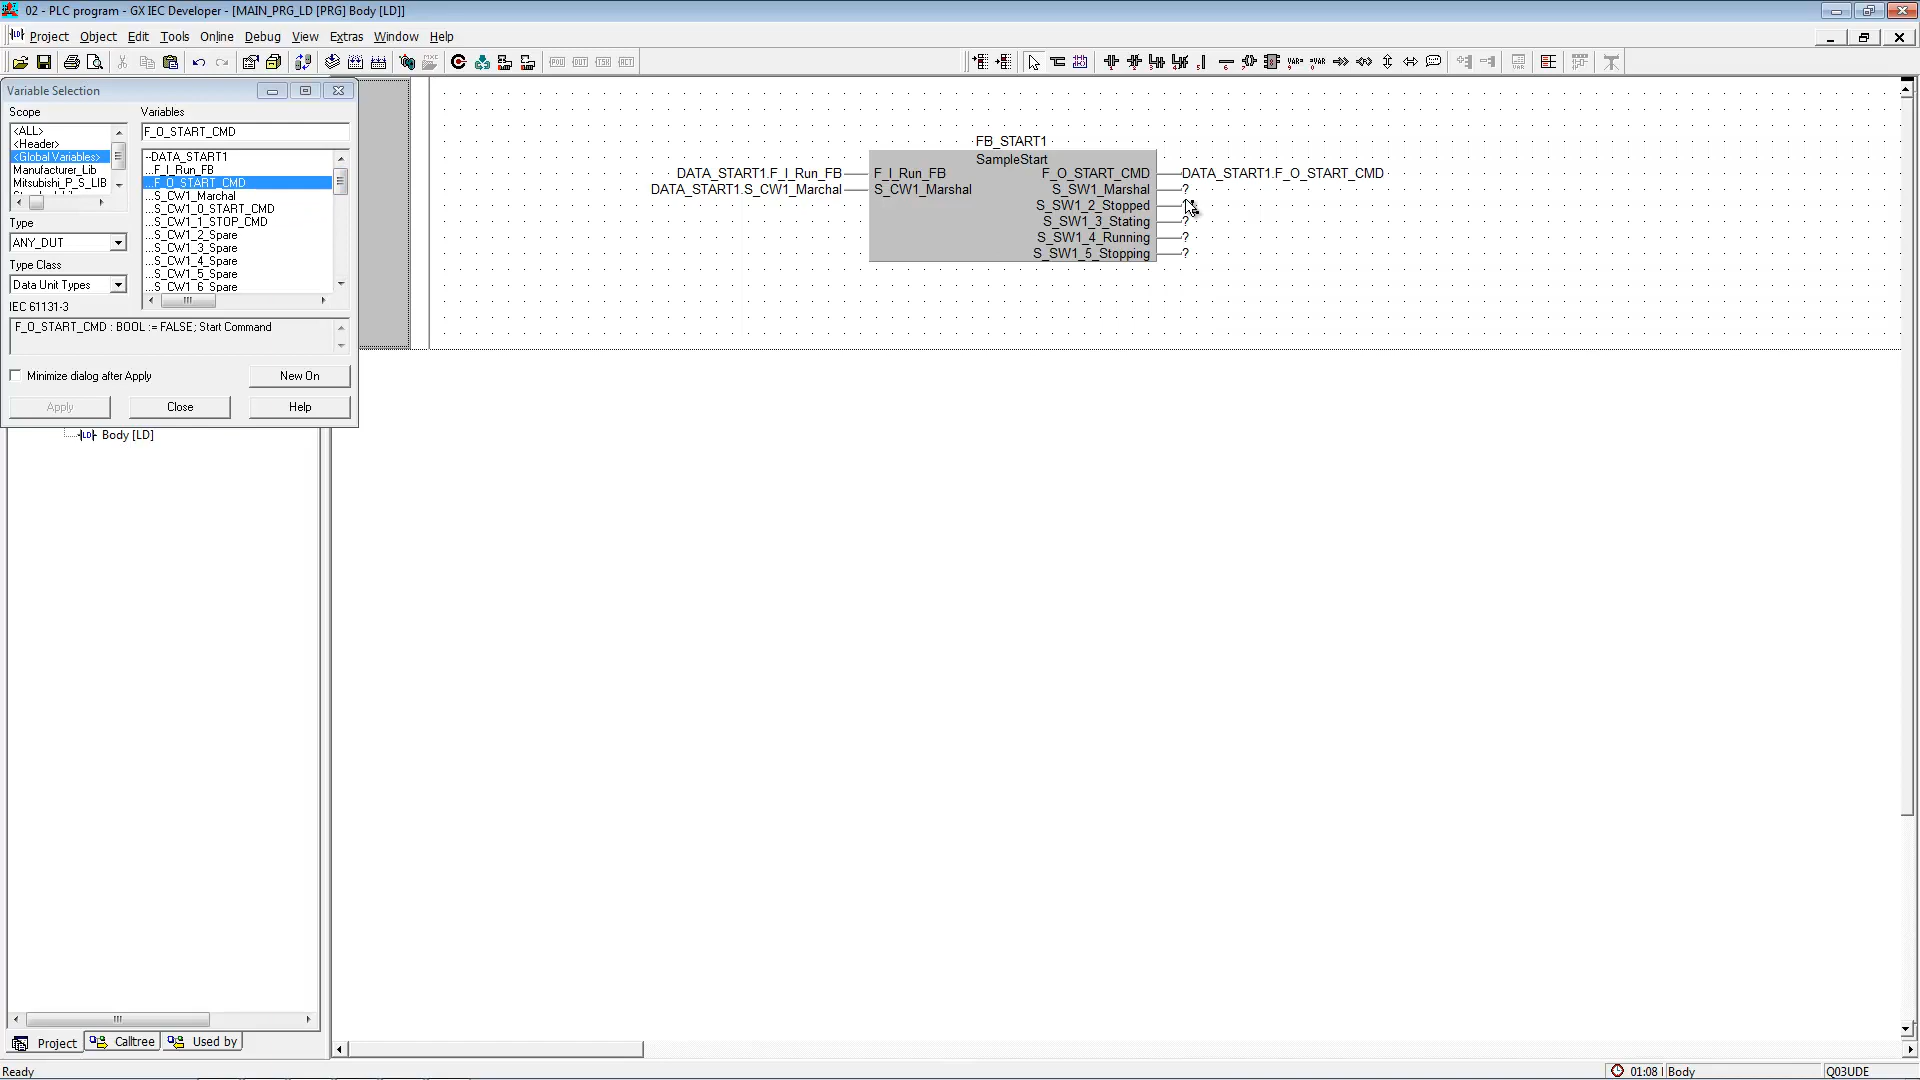 02 - PLC program - GX IEC Developer - [MAIN_PRG_LD [PRG] Body [LD]]
Project Object Edit Tools Online Debug View Extras Window Help
Variable Selection
Scope
Variables
<ALL>
<Header>
<Global Variables>
Manufacturer_Lib
Mitsubishi_P_S_LIB
F_O_START_CMD
--DATA_START1
...F_I_Run_FB
...F_O_START_CMD
...S_CW1_Marchal
...S_CW1_0_START_CMD
...S_CW1_1_STOP_CMD
...S_CW1_2_Spare
...S_CW1_3_Spare
...S_CW1_4_Spare
...S_CW1_5_Spare
...S_CW1_6_Spare
Type
ANY_DUT
Type Class
Data Unit Types
IEC 61131-3
F_O_START_CMD : BOOL := FALSE; Start Command
Minimize dialog after Apply
New On
Apply
Close
Help
Body [LD]
FB_START1
SampleStart
DATA_START1.F_I_Run_FB
F_I_Run_FB
F_O_START_CMD
DATA_START1.F_O_START_CMD
DATA_START1.S_CW1_Marchal
S_CW1_Marshal
S_SW1_Marshal
?
S_SW1_2_Stopped
S_SW1_3_Stating
?
S_SW1_4_Running
?
S_SW1_5_Stopping
?
Project
Calltree
Used by
Ready
01:08
Body
Q03UDE